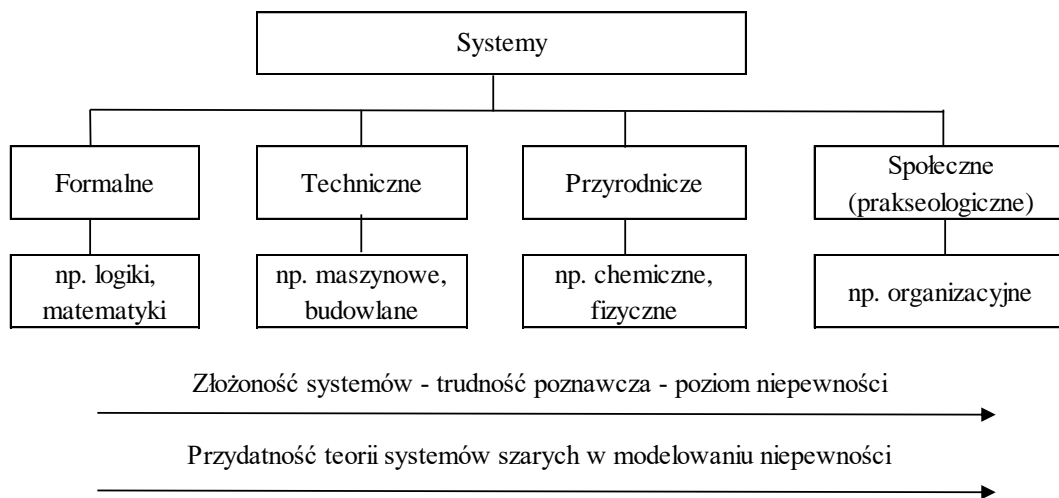 Systemy
Formalne
Techniczne
Przyrodnicze
Społeczne
(prakseologiczne)
np. logiki,
matematyki
np. maszynowe,
budowlane
np. chemiczne,
fizyczne
np. organizacyjne
Złożoność systemów - trudność poznawcza - poziom niepewności
Przydatność teorii systemów szarych w modelowaniu niepewności